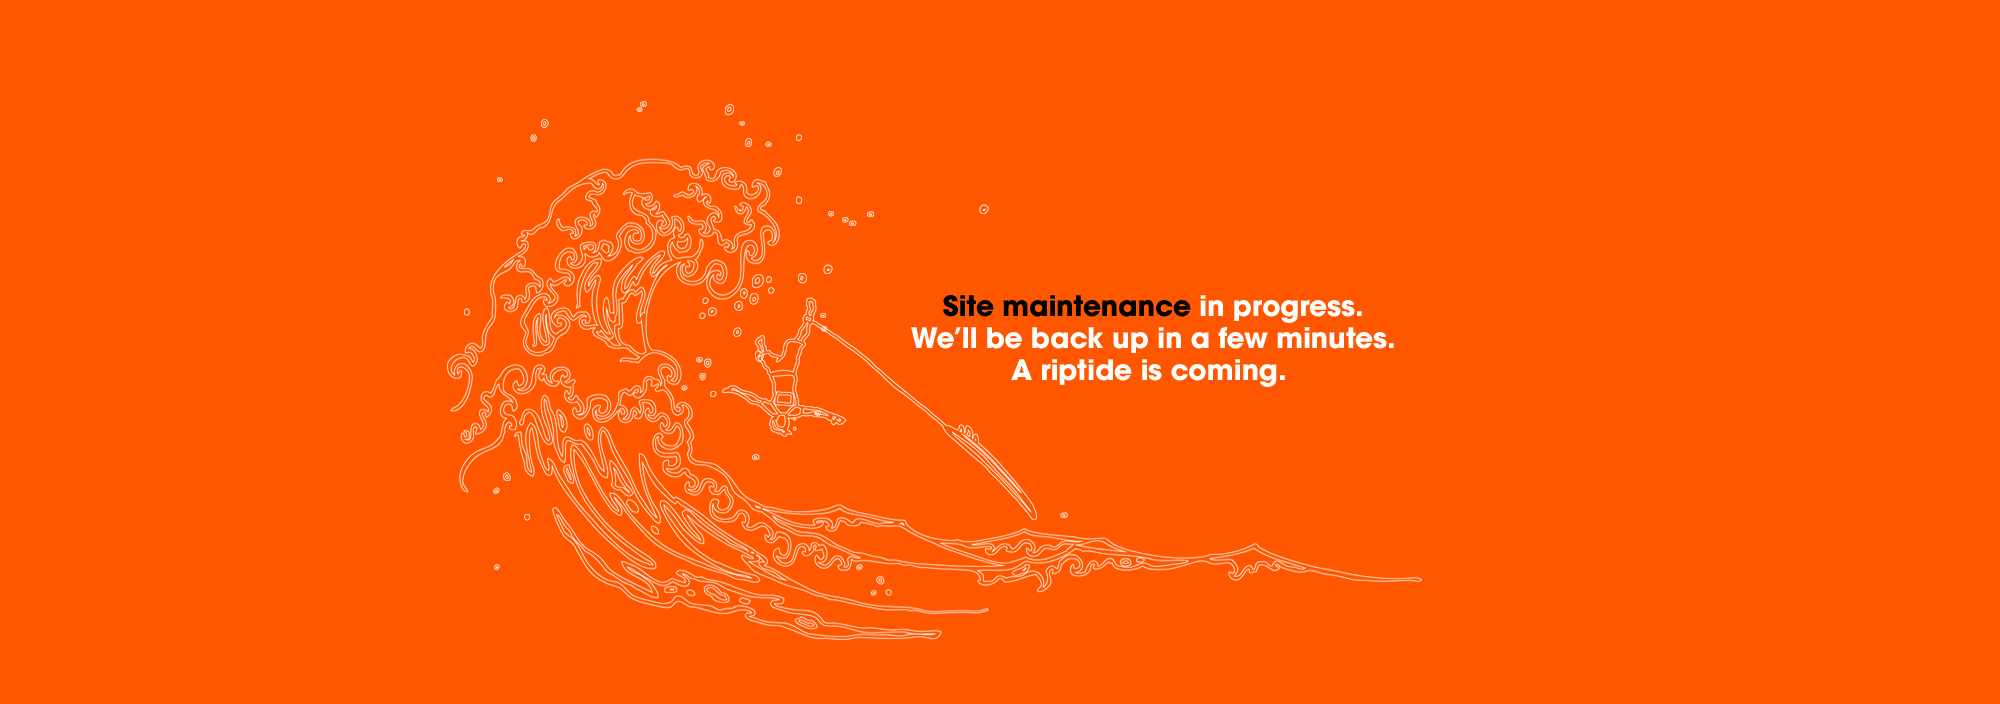 Site maintenance in progress.
We’ll be back up in a few minutes.
A riptide is coming.